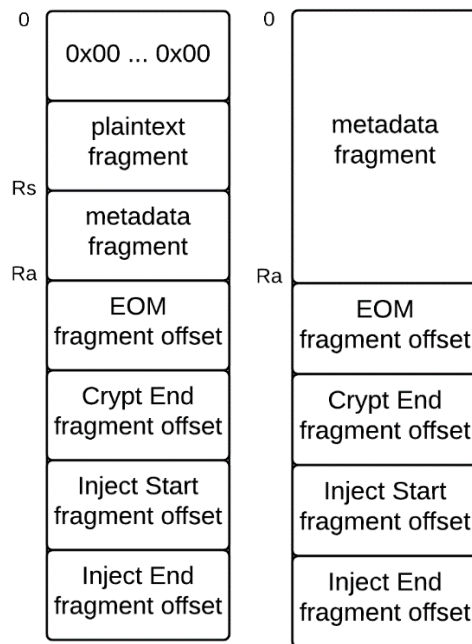 0
0x00 ... 0x00
plaintext
fragment
Rs
metadata
fragment
Ra
EOM
fragment offset
Crypt End
fragment offset
Inject Start
fragment offset
Inject End
fragment offset
0
metadata
fragment
Ra
EOM
fragment offset
Crypt End
fragment offset
Inject Start
fragment offset
Inject End
fragment offset